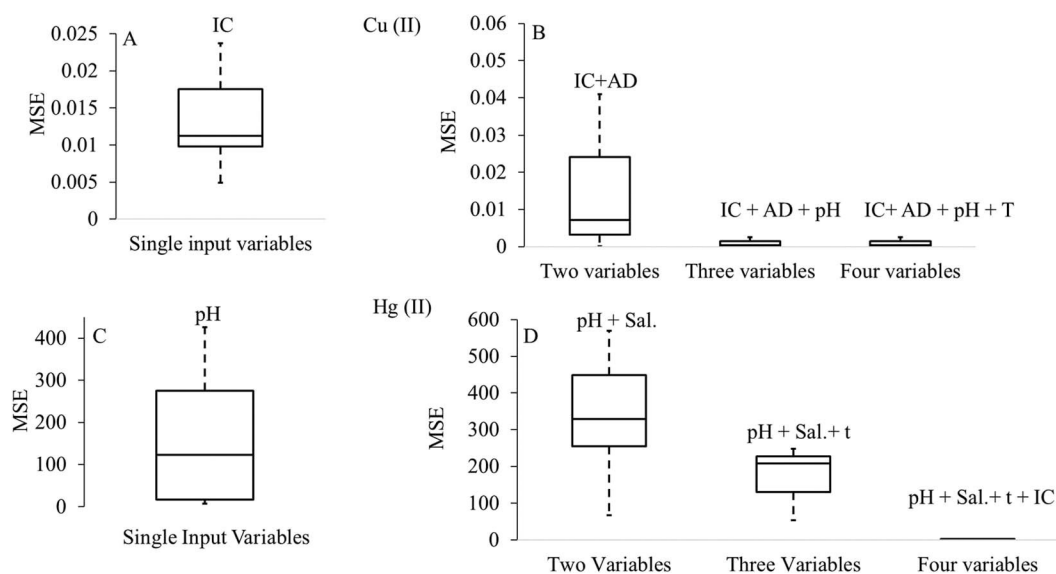 A
IC
Cu (II)
MSE
0.025
0.02
0.015
0.01
0.005
0
Single input variables
B
MSE
0.06
0.05
0.04
0.03
0.02
0.01
0
IC+AD
IC + AD + pH
IC+ AD + pH + T
Two variables
Three variables
Four variables
Hg (II)
C
pH
MSE
400
300
200
100
0
Single Input Variables
D
MSE
600
500
400
300
200
100
0
pH + Sal.
pH + Sal.+ t
pH + Sal.+ t + IC
Two Variables
Three Variables
Four variables